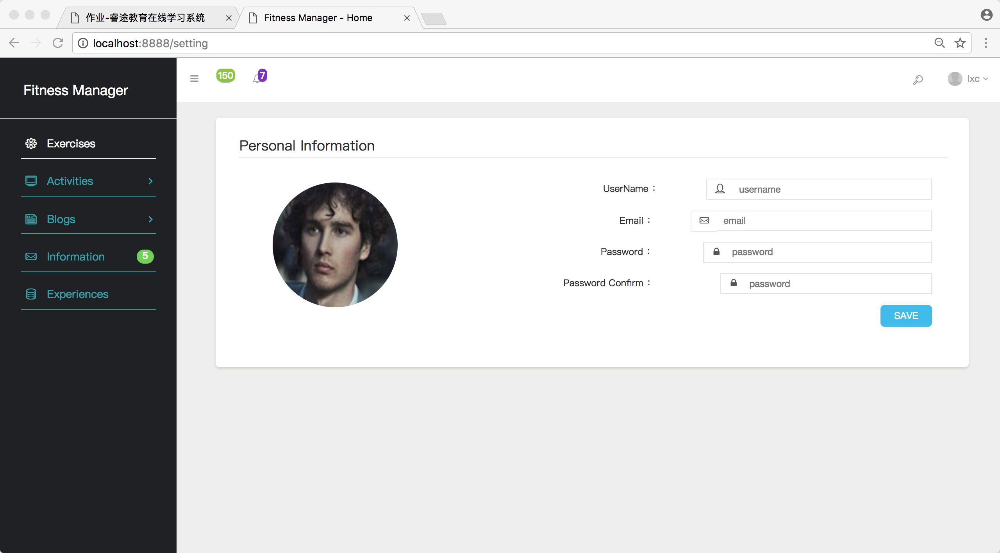 作业-睿途教育在线学习系统
Fitness Manager - Home
localhost:8888/setting
Fitness Manager
150
7
lxc
Exercises
Activities
Blogs
Information 5
Experiences
Personal Information
UserName：
username
Email：
email
Password：
password
Password Confirm：
password
SAVE